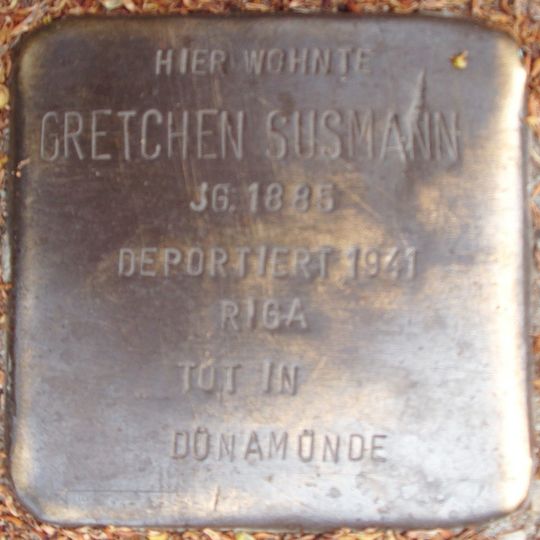 HIER WOHNTE
GRETCHEN SUSMANN
JG. 1885
DEPORTIERT 1941
RIGA
TOT IN
DÜNAMÜNDE